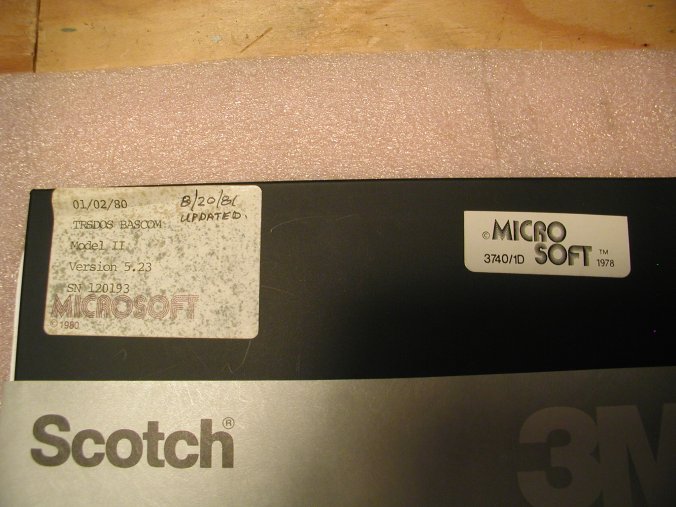 01/02/80
8/20/81
TRSDOS BASCOM
UPDATED.
Model II
Version 5.23
SN 120193
MICROSOFT
©1980
©MICRO
SOFT ™
3740/1D
1978
Scotch®
3M